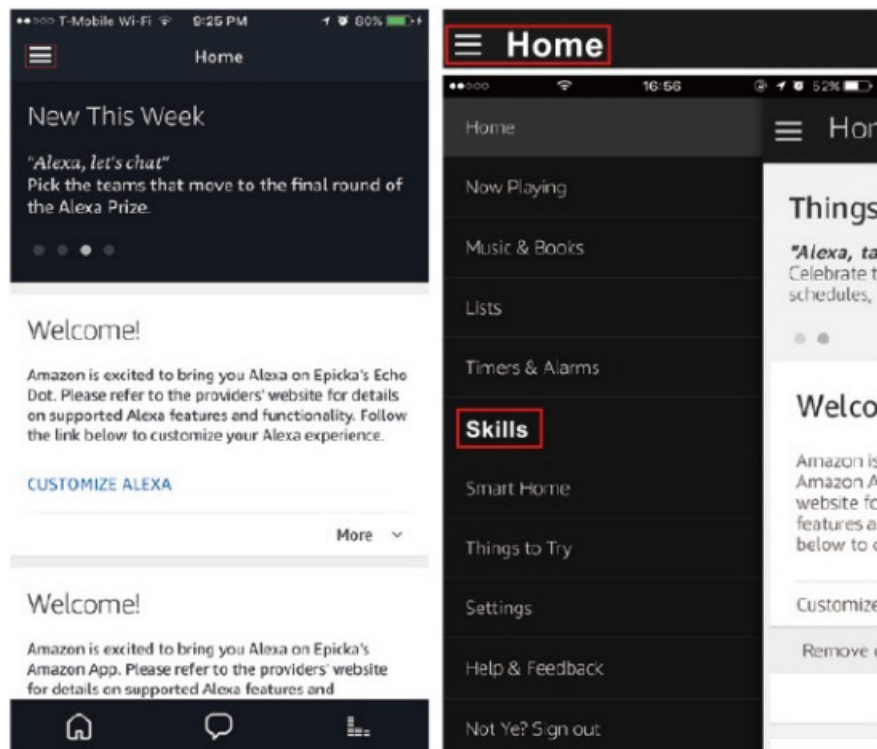 T-Mobile Wi-Fi 9:25 PM 80%
Home
New This Week
"Alexa, let's chat"
Pick the teams that move to the final round of
the Alexa Prize.
Welcome!
Amazon is excited to bring you Alexa on Epicka's Echo
Dot. Please refer to the providers' website for details
on supported Alexa features and functionality. Follow
the link below to customize your Alexa experience.
CUSTOMIZE ALEXA
More
Welcome!
Amazon is excited to bring you Alexa on Epicka's
Amazon App. Please refer to the providers' website
for details on supported Alexa features and
Home
16:56 52%
Home
Now Playing
Music & Books
Lists
Timers & Alarms
Skills
Smart Home
Things to Try
Settings
Help & Feedback
Not Ye? Sign out
Hom
Things
"Alexa, ta
Celebrate t
schedules,
Welco
Amazon is
Amazon A
website fo
features a
below to c
Customize
Remove c